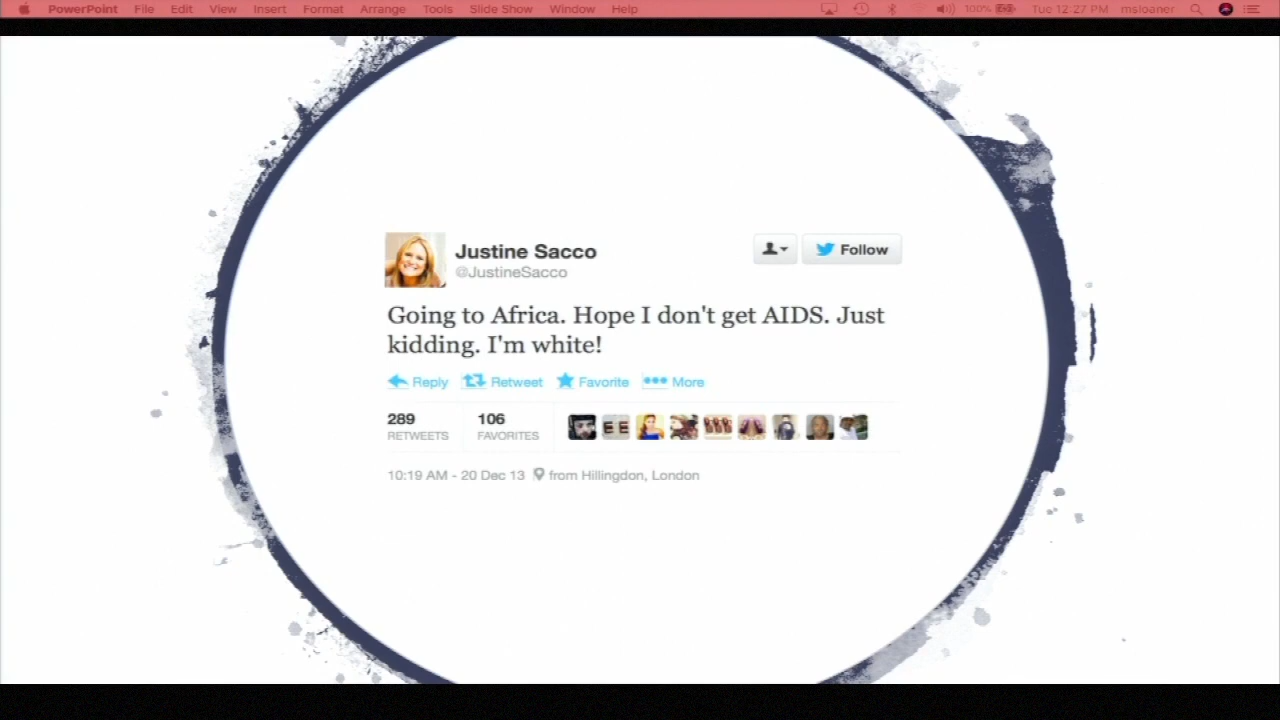 PowerPoint File Edit View Insert Format Arrange Tools Slide Show Window Help 100% Tue 12:27 PM msloaner
Justine Sacco
@JustineSacco
Follow
Going to Africa. Hope I don't get AIDS. Just
kidding. I'm white!
Reply Retweet Favorite More
289 106
RETWEETS FAVORITES
10:19 AM - 20 Dec 13 from Hillingdon, London